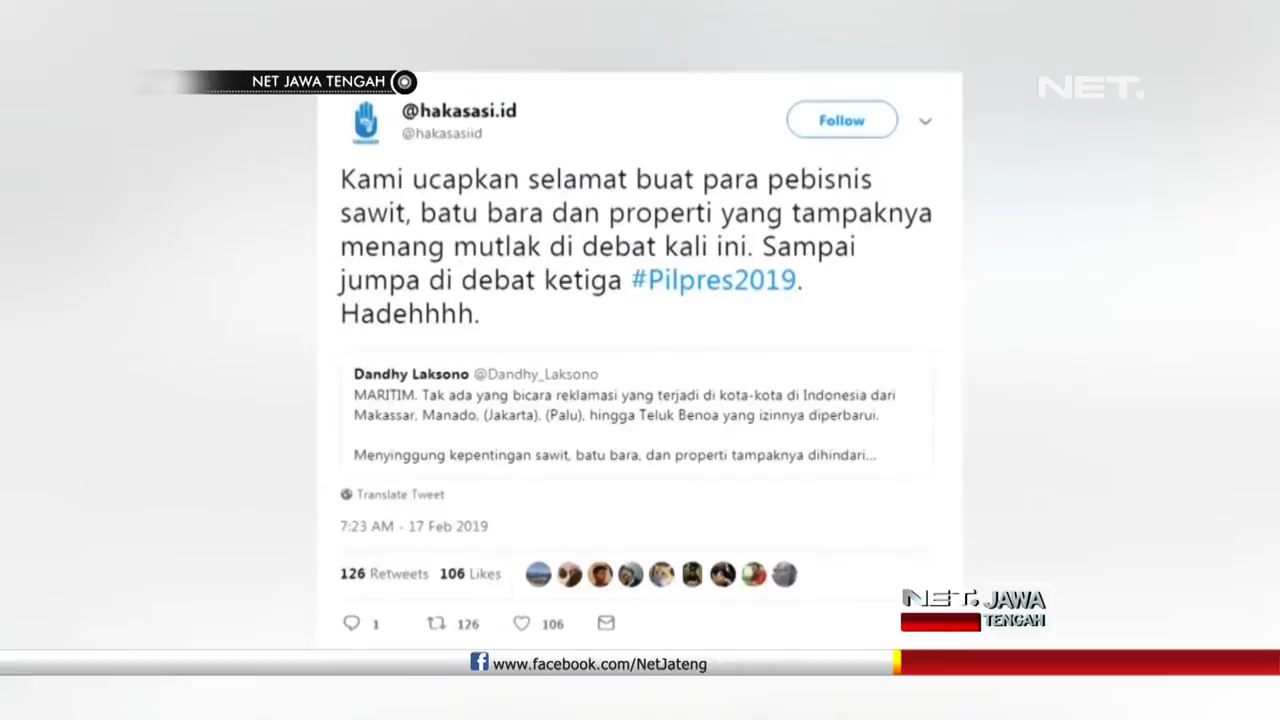 NET JAWA TENGAH
NET.
@hakasasi.id
@hakasasiid
Follow
Kami ucapkan selamat buat para pebisnis
sawit, batu bara dan properti yang tampaknya
menang mutlak di debat kali ini. Sampai
jumpa di debat ketiga #Pilpres2019.
Hadehhhh.
Dandhy Laksono @Dandhy_Laksono
MARITIM. Tak ada yang bicara reklamasi yang terjadi di kota-kota di Indonesia dari
Makassar, Manado, (Jakarta), (Palu), hingga Teluk Benoa yang izinnya diperbarui.
Menyinggung kepentingan sawit, batu bara, dan properti tampaknya dihindari...
Translate Tweet
7:23 AM - 17 Feb 2019
126 Retweets 106 Likes
1 126 106
NET. JAWA
TENGAH
www.facebook.com/NetJateng